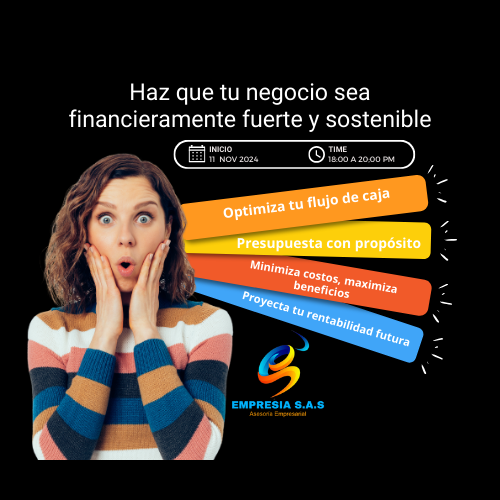 Haz que tu negocio sea
financieramente fuerte y sostenible
INICIO
11 NOV 2024
TIME
18:00 A 20:00 PM
Optimiza tu flujo de caja
Presupuesta con propósito
Minimiza costos, maximiza
beneficios
Proyecta tu rentabilidad futura
EMPRESIA S.A.S
Asesoría Empresarial